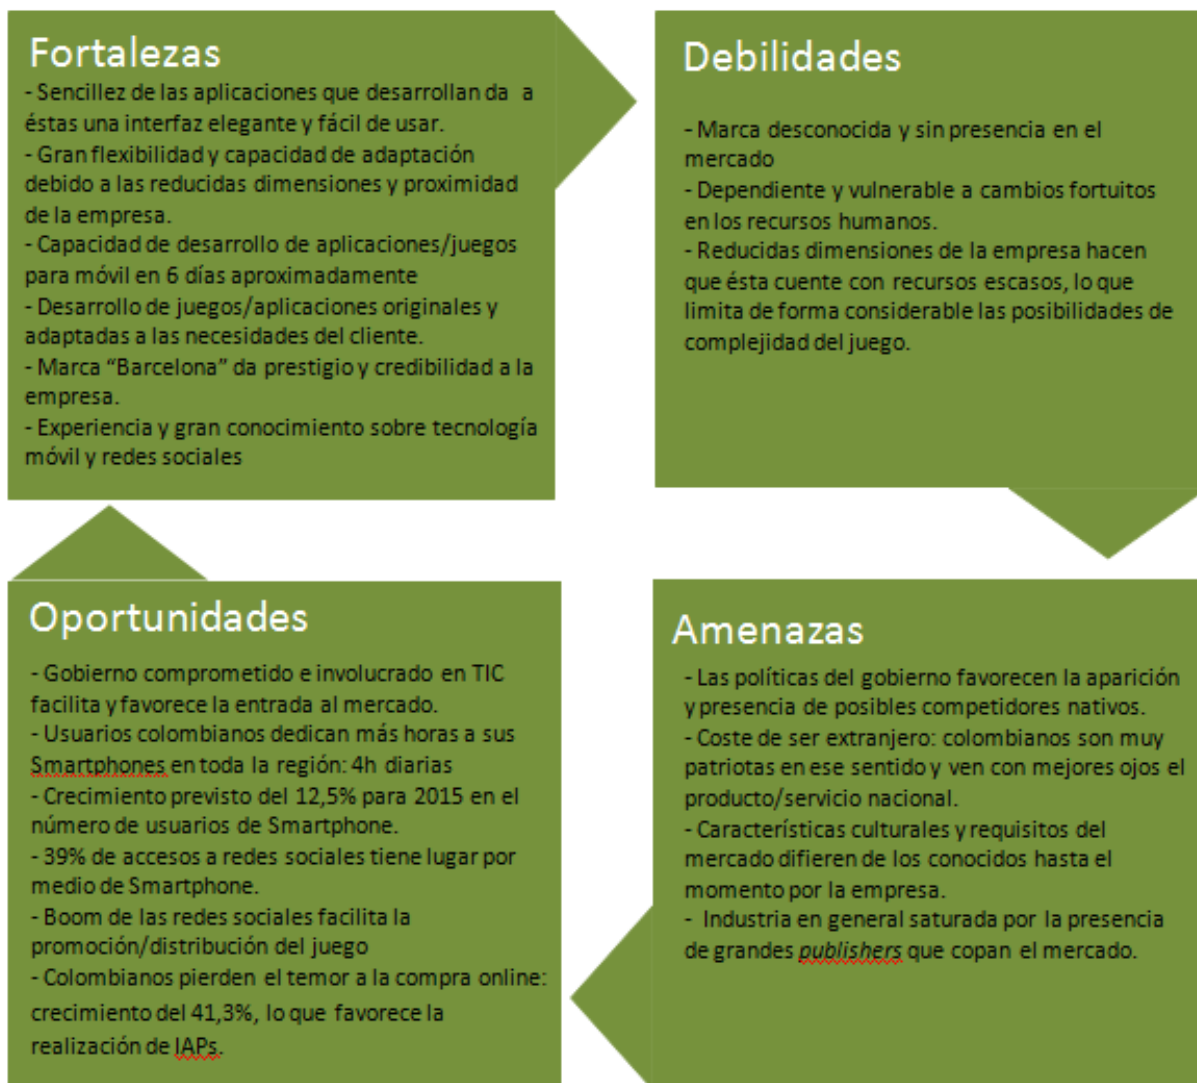 Fortalezas
- Sencillez de las aplicaciones que desarrollan da a
éstas una interfaz elegante y fácil de usar.
- Gran flexibilidad y capacidad de adaptación
debido a las reducidas dimensiones y proximidad
de la empresa.
- Capacidad de desarrollo de aplicaciones/juegos
para móvil en 6 días aproximadamente
- Desarrollo de juegos/aplicaciones originales y
adaptadas a las necesidades del cliente.
- Marca “Barcelona” da prestigio y credibilidad a la
empresa.
- Experiencia y gran conocimiento sobre tecnología
móvil y redes sociales
Debilidades
- Marca desconocida y sin presencia en el
mercado
- Dependiente y vulnerable a cambios fortuitos
en los recursos humanos.
- Reducidas dimensiones de la empresa hacen
que ésta cuente con recursos escasos, lo que
limita de forma considerable las posibilidades de
complejidad del juego.
Oportunidades
- Gobierno comprometido e involucrado en TIC
facilita y favorece la entrada al mercado.
- Usuarios colombianos dedican más horas a sus
Smartphones en toda la región: 4h diarias
- Crecimiento previsto del 12,5% para 2015 en el
número de usuarios de Smartphone.
- 39% de accesos a redes sociales tiene lugar por
medio de Smartphone.
- Boom de las redes sociales facilita la
promoción/distribución del juego
- Colombianos pierden el temor a la compra online:
crecimiento del 41,3%, lo que favorece la
realización de IAPs.
Amenazas
- Las políticas del gobierno favorecen la aparición
y presencia de posibles competidores nativos.
- Coste de ser extranjero: colombianos son muy
patriotas en ese sentido y ven con mejores ojos el
producto/servicio nacional.
- Características culturales y requisitos del
mercado difieren de los conocidos hasta el
momento por la empresa.
- Industria en general saturada por la presencia
de grandes publishers que copan el mercado.